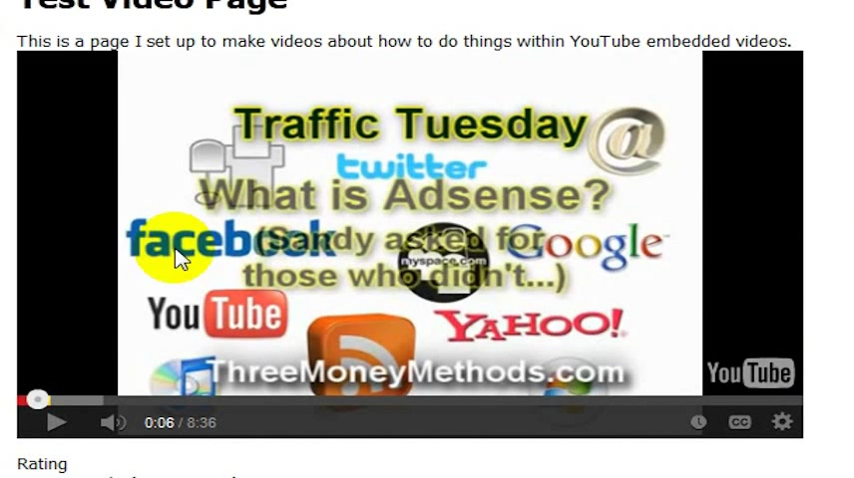 Test Video Page
This is a page I set up to make videos about how to do things within YouTube embedded videos.
Traffic Tuesday
@
twitter
What is Adsense?
facebook
(Sandy asked for
Google
myspace.com
those who didn't...)
YouTube
YAHOO!
ThreeMoneyMethods.com
YouTube
0:06 / 8:36
CC
Rating